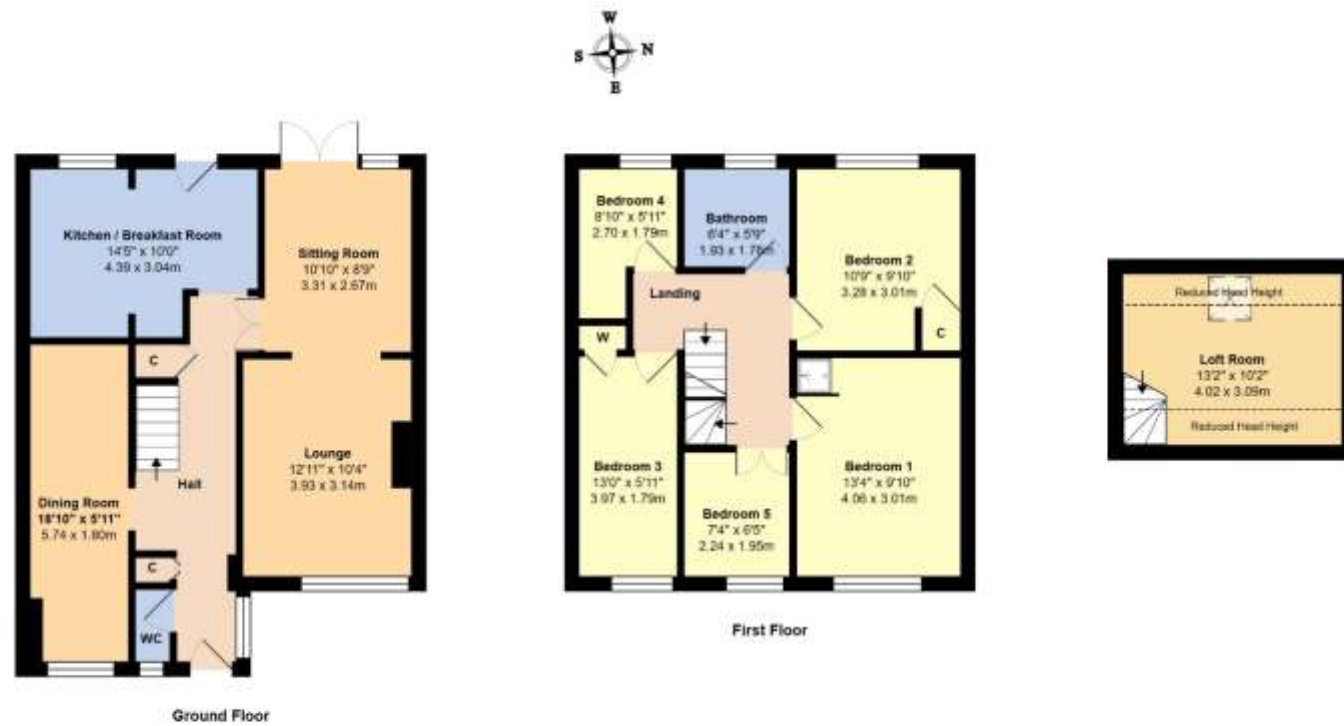 W
S N
E
Kitchen / Breakfast Room
14'5" x 10'0"
4.39 x 3.04m
Sitting Room
10'10" x 8'9"
3.31 x 2.67m
C
Lounge
12'11" x 10'4"
3.93 x 3.14m
Hall
Dining Room
18'10" x 5'11"
5.74 x 1.80m
C
WC
Ground Floor
Bedroom 4
8'10" x 5'11"
2.70 x 1.79m
Bathroom
6'4" x 5'9"
1.93 x 1.76m
Bedroom 2
10'9" x 9'10"
3.28 x 3.01m
Landing
W
C
Bedroom 3
13'0" x 5'11"
3.97 x 1.79m
Bedroom 1
13'4" x 9'10"
4.06 x 3.01m
Bedroom 5
7'4" x 6'5"
2.24 x 1.95m
First Floor
Reduced Head Height
Loft Room
13'2" x 10'2"
4.02 x 3.09m
Reduced Head Height